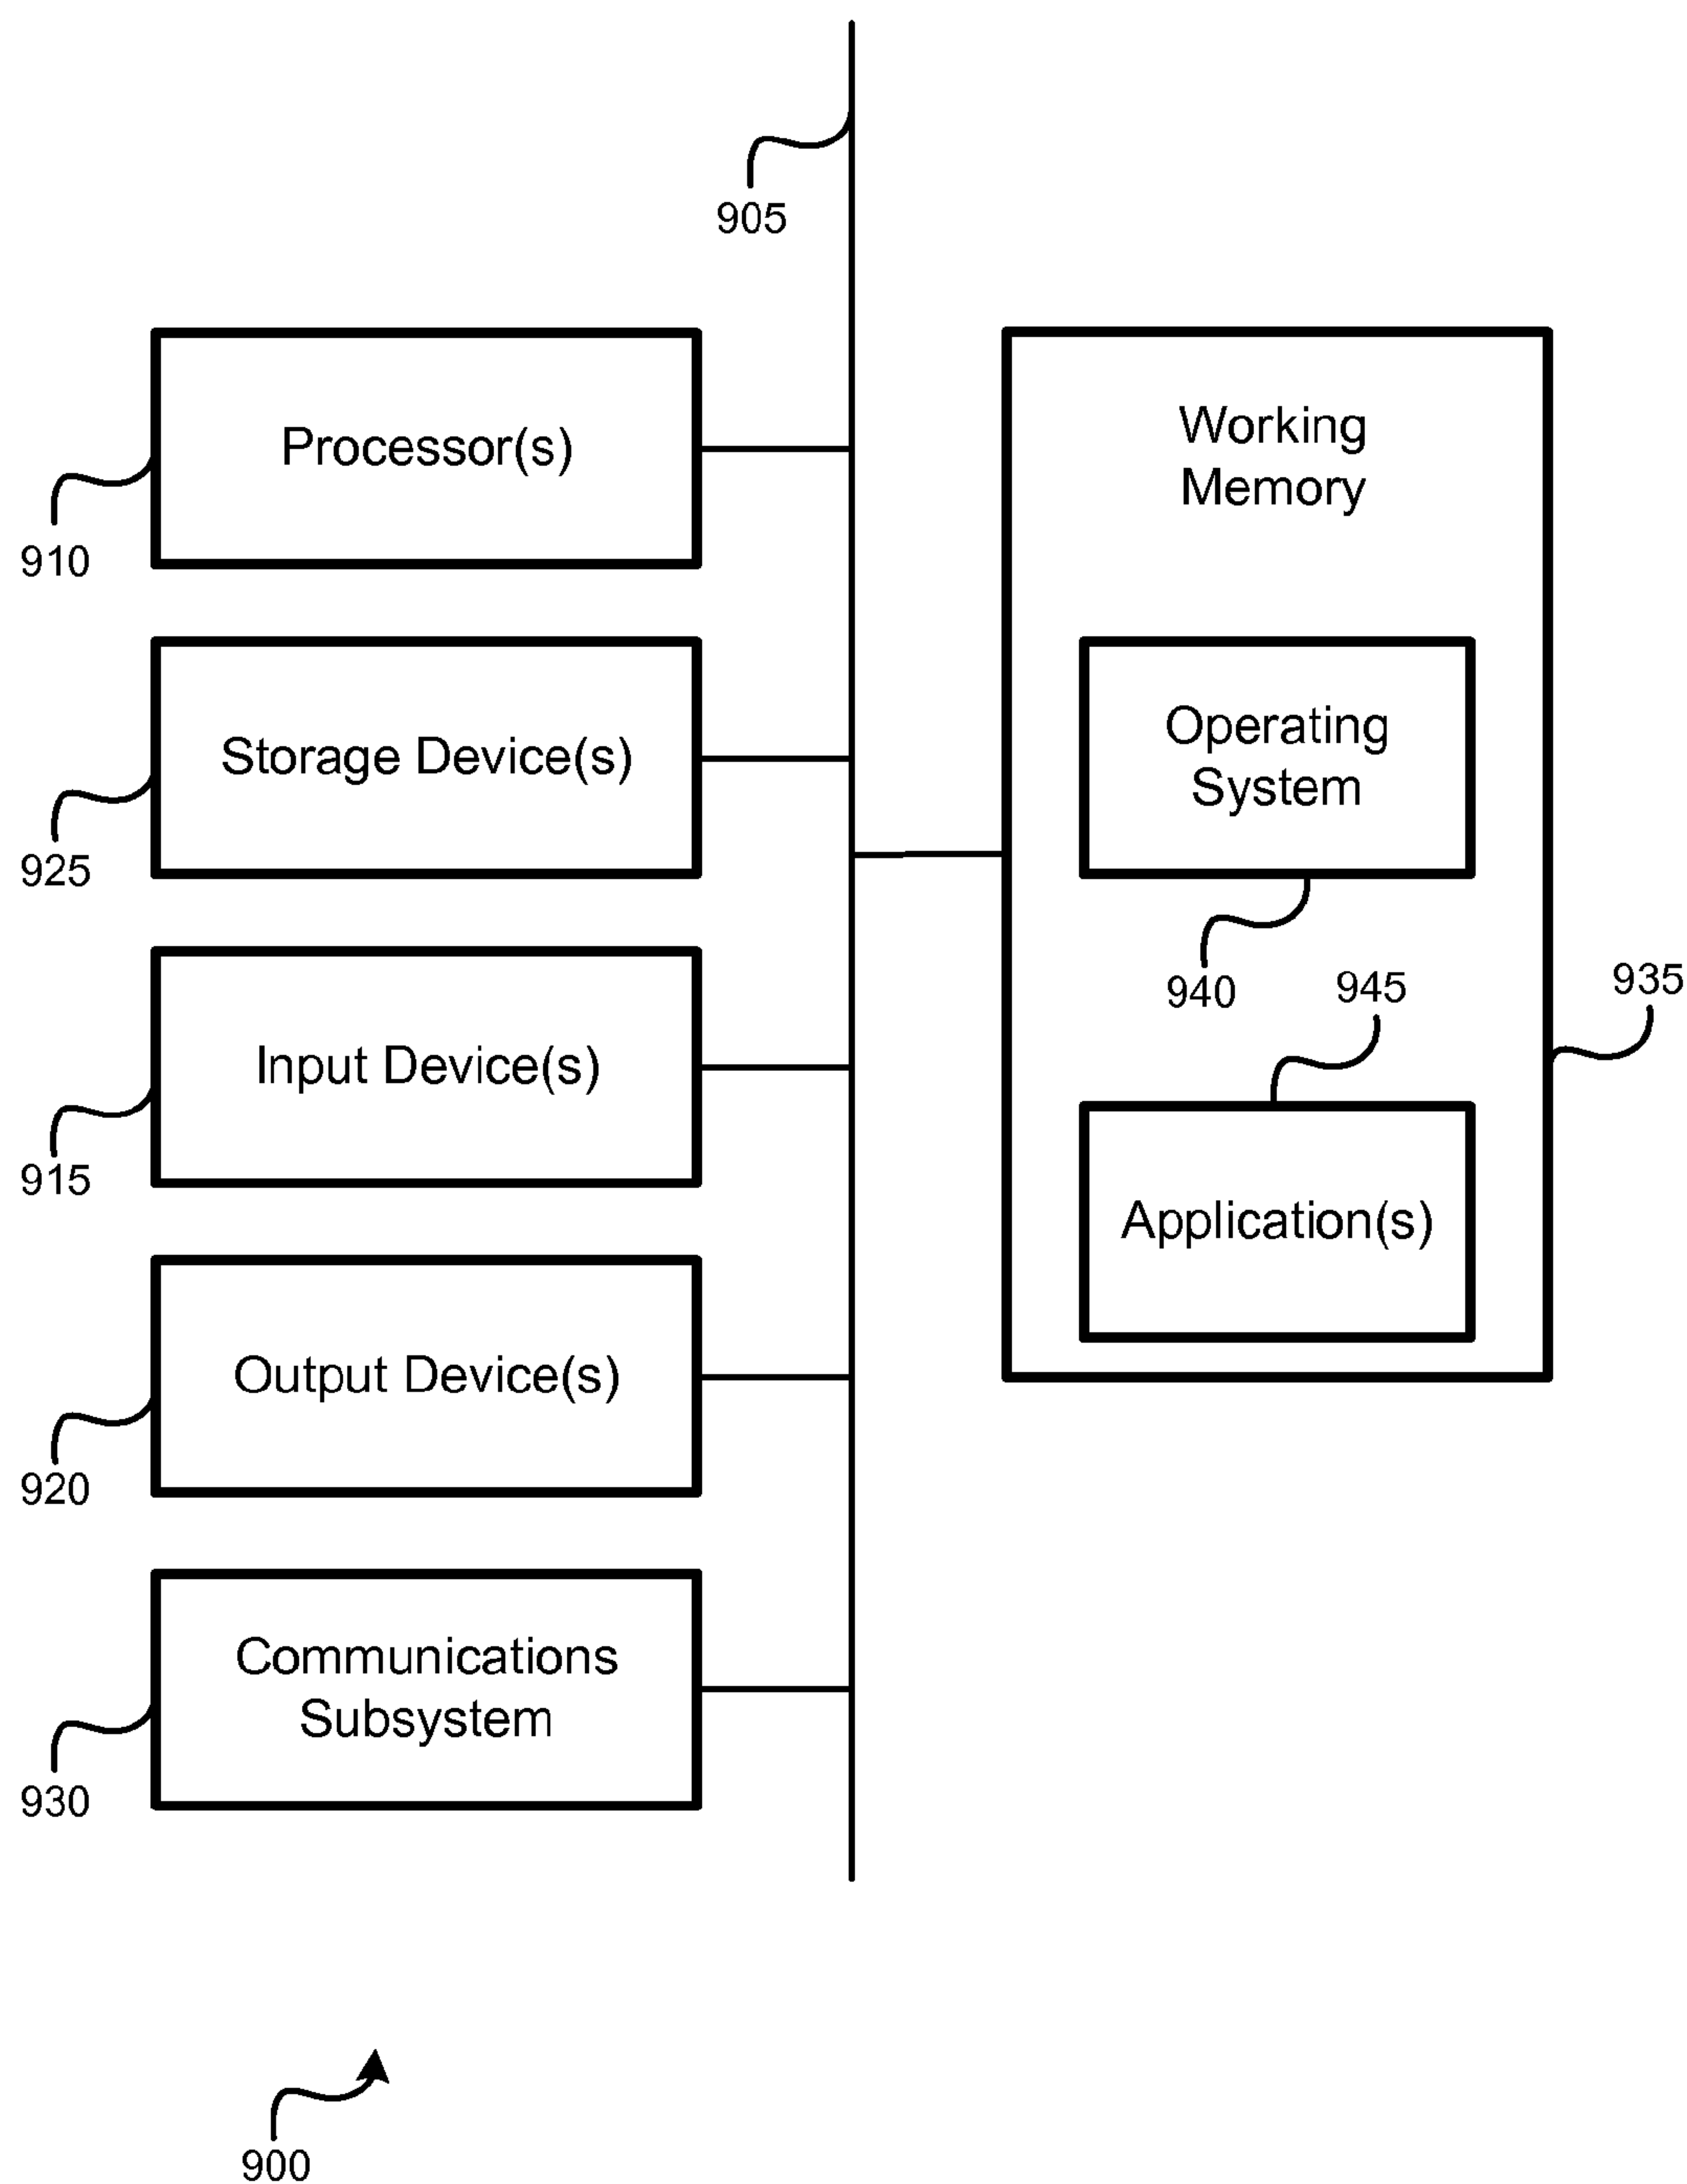 905
Processor(s)
910
Storage Device(s)
925
Input Device(s)
915
Output Device(s)
920
Communications
Subsystem
930
Working
Memory
Operating
System
940
945
935
Application(s)
900